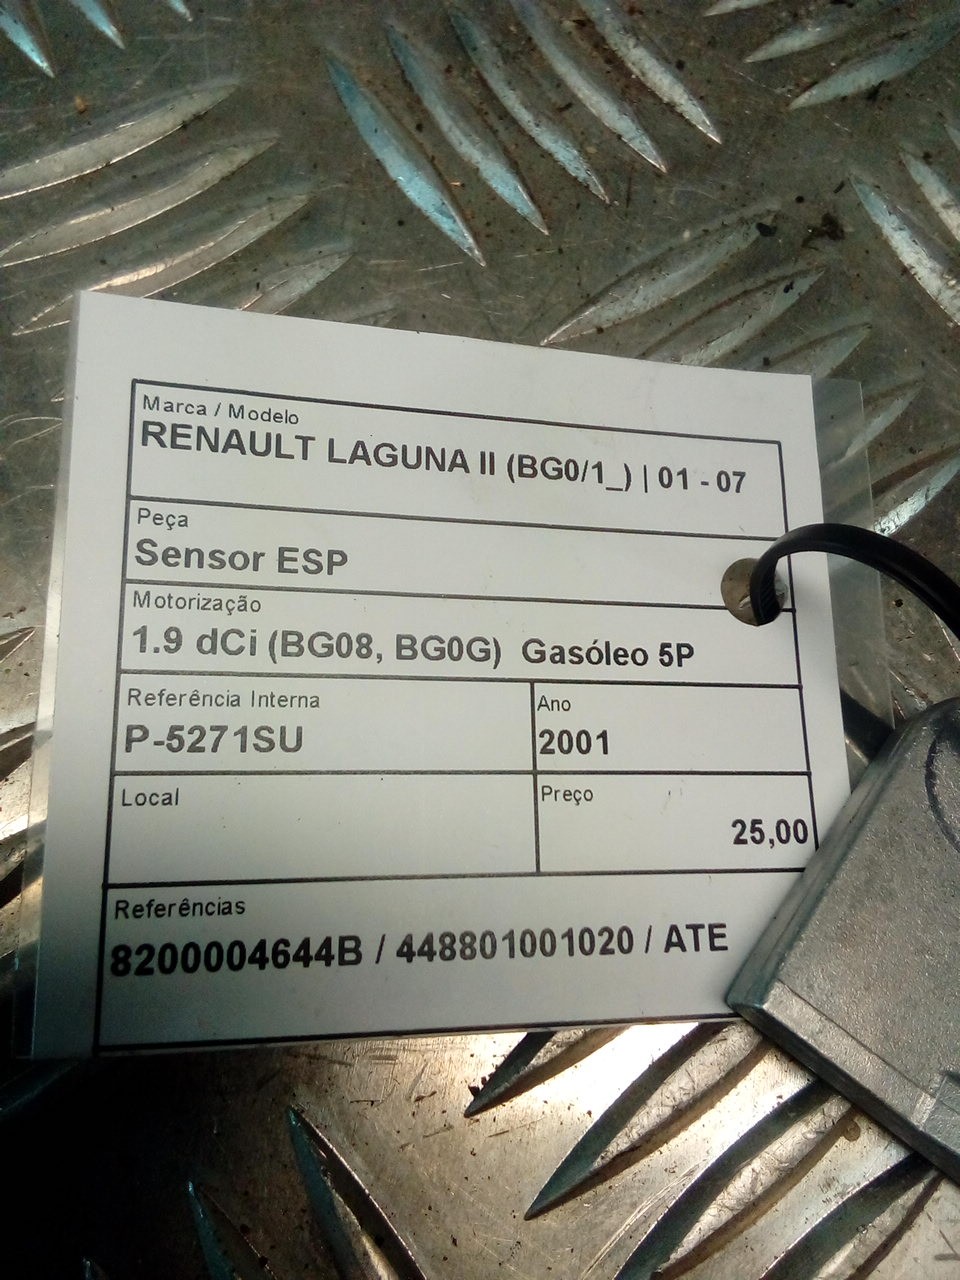 Marca / Modelo
RENAULT LAGUNA II (BG0/1_) | 01 - 07
Peça
Sensor ESP
Motorização
1.9 dCi (BG08, BG0G) Gasóleo 5P
Referência Interna
P-5271SU
Ano
2001
Local
Preço
25,00
Referências
8200004644B / 448801001020 / ATE